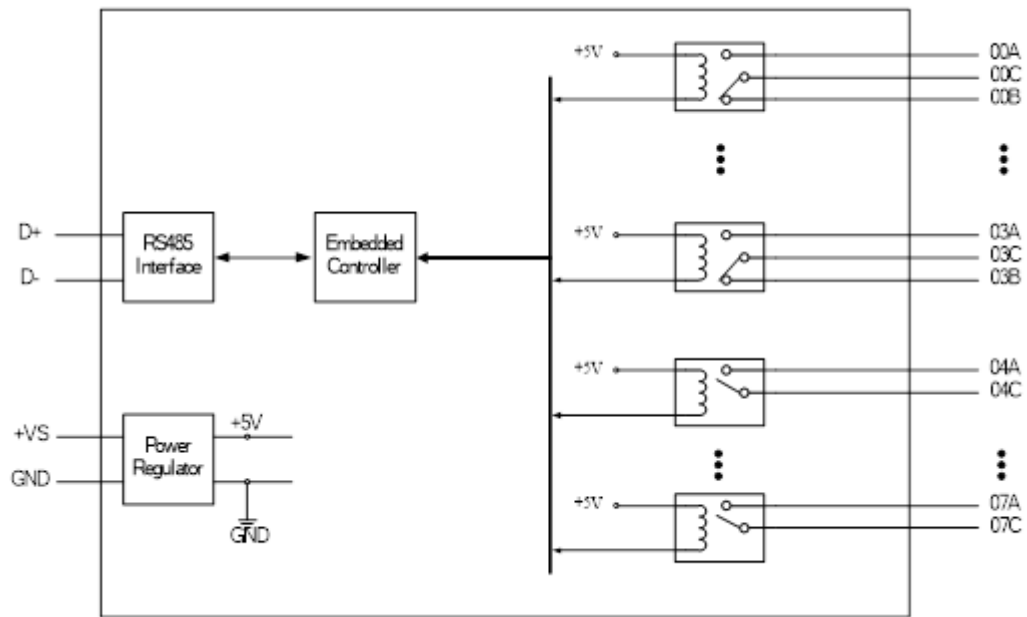 +5V
00A
00C
00B
D+
D-
RS485
Interface
Embedded
Controller
+5V
03A
03C
03B
+5V
04A
04C
+VS
GND
Power
Regulator
+5V
GND
+5V
07A
07C